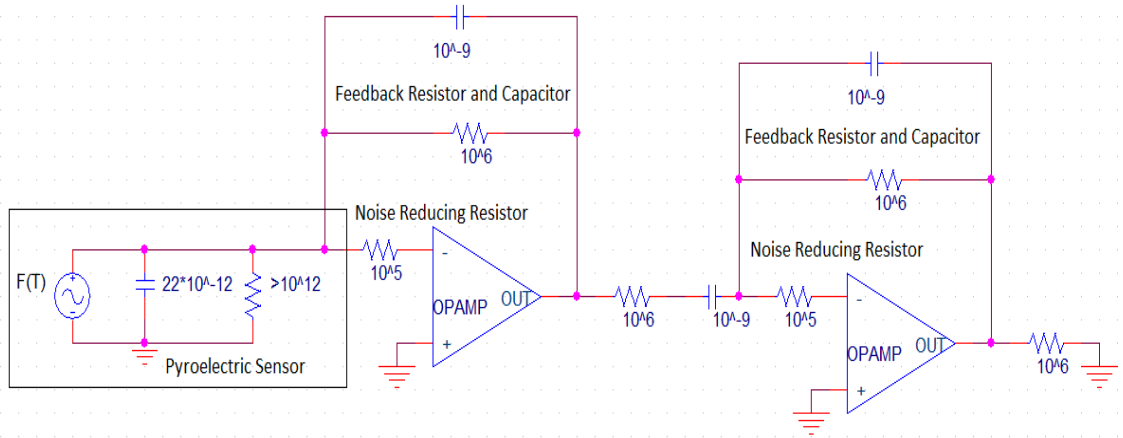 10^-9
Feedback Resistor and Capacitor
10^6
10^-9
Feedback Resistor and Capacitor
10^6
Noise Reducing Resistor
10^5
-
+
OPAMP
OUT
Noise Reducing Resistor
F(T)
+
-
22*10^-12
>10^12
Pyroelectric Sensor
10^6
10^-9
10^5
-
+
OPAMP
OUT
10^6